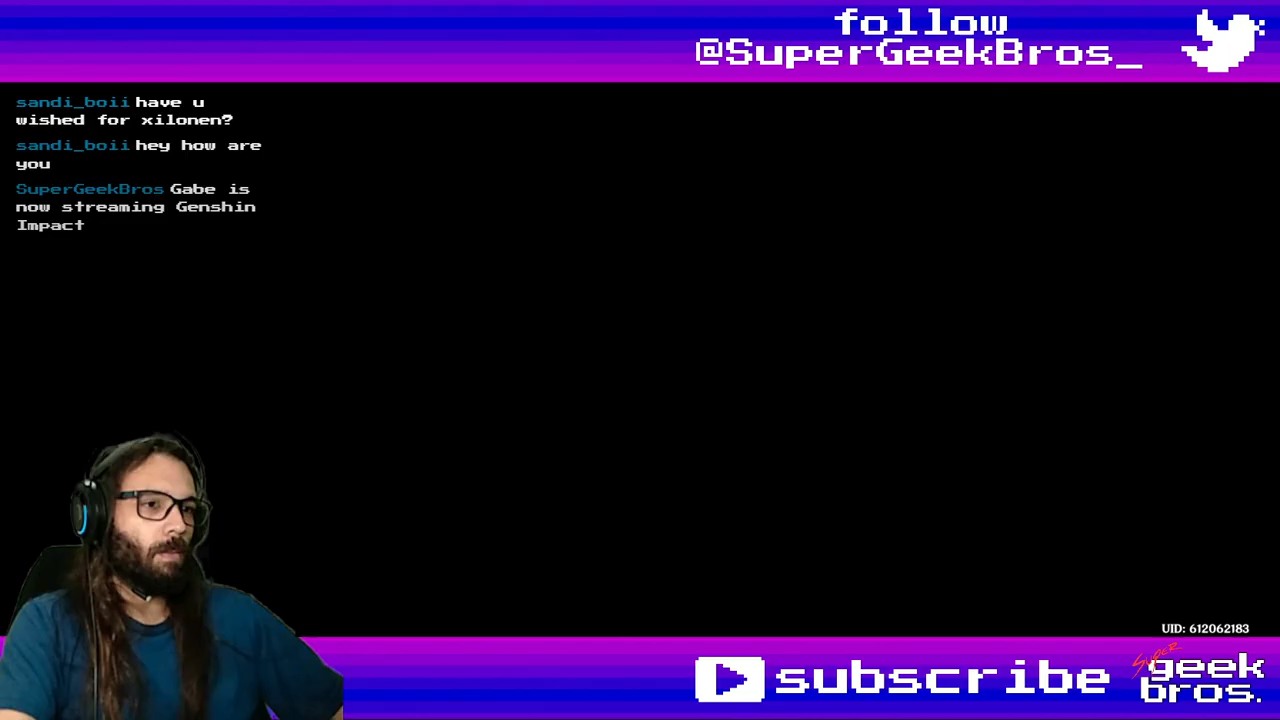 follow
@SuperGeekBros_
sandi_boii have u
wished for xilonen?
sandi_boii hey how are
you
SuperGeekBros Gabe is
now streaming Genshin
Impact
UID: 612062183
subscribe
SUPER
geek
bros.